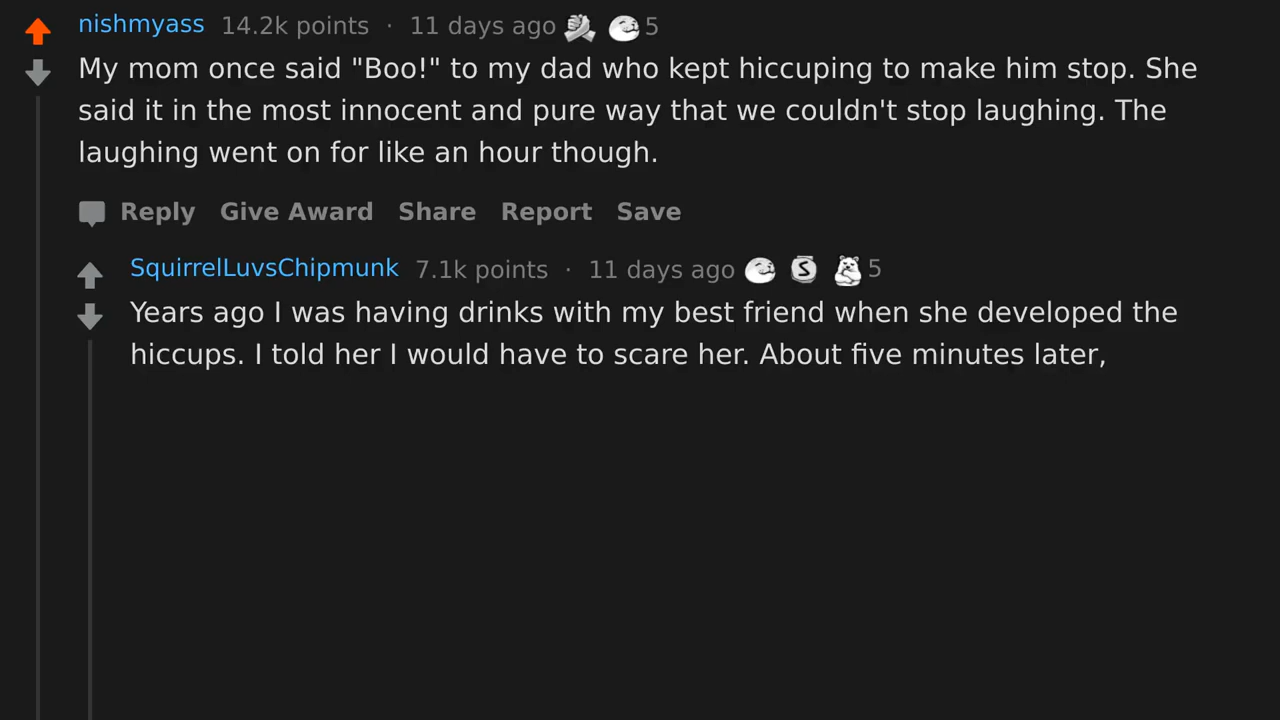 nishmyass 14.2k points · 11 days ago 5
My mom once said "Boo!" to my dad who kept hiccuping to make him stop. She
said it in the most innocent and pure way that we couldn't stop laughing. The
laughing went on for like an hour though.
Reply Give Award Share Report Save
SquirrelLuvsChipmunk 7.1k points · 11 days ago S 5
Years ago I was having drinks with my best friend when she developed the
hiccups. I told her I would have to scare her. About five minutes later,